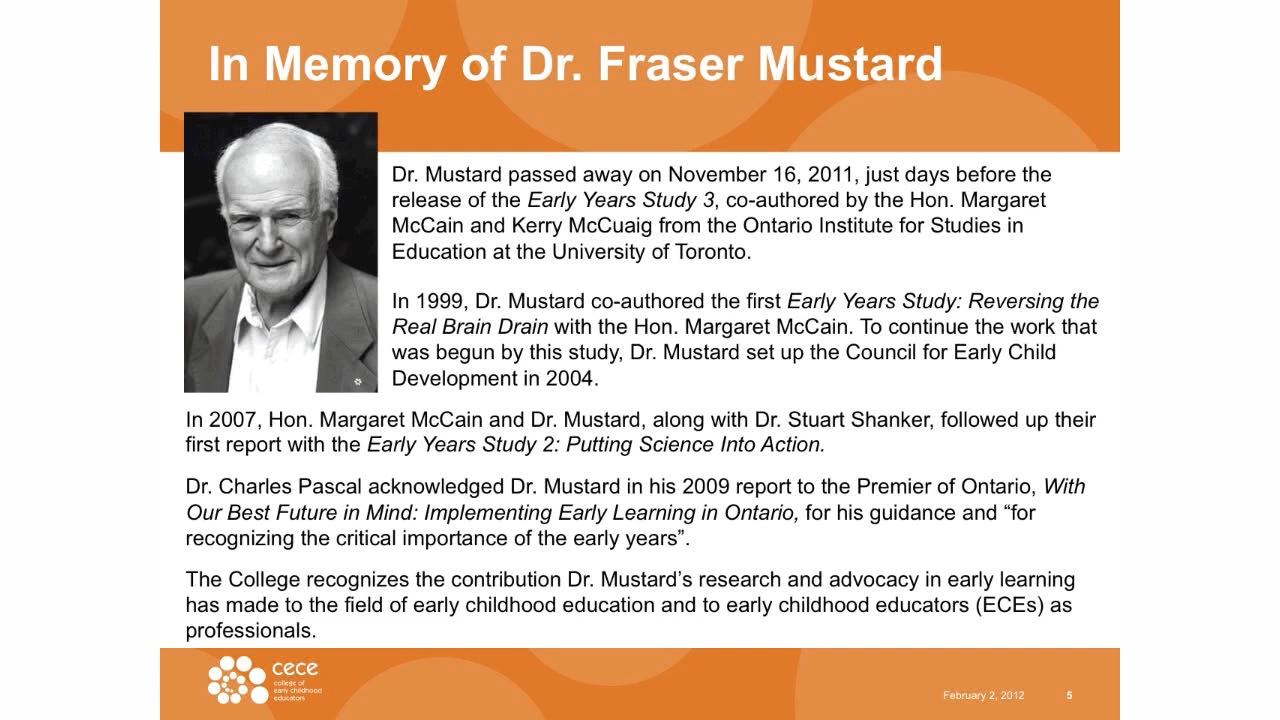 In Memory of Dr. Fraser Mustard
Dr. Mustard passed away on November 16, 2011, just days before the
release of the Early Years Study 3, co-authored by the Hon. Margaret
McCain and Kerry McCuaig from the Ontario Institute for Studies in
Education at the University of Toronto.
In 1999, Dr. Mustard co-authored the first Early Years Study: Reversing the
Real Brain Drain with the Hon. Margaret McCain. To continue the work that
was begun by this study, Dr. Mustard set up the Council for Early Child
Development in 2004.
In 2007, Hon. Margaret McCain and Dr. Mustard, along with Dr. Stuart Shanker, followed up their
first report with the Early Years Study 2: Putting Science Into Action.
Dr. Charles Pascal acknowledged Dr. Mustard in his 2009 report to the Premier of Ontario, With
Our Best Future in Mind: Implementing Early Learning in Ontario, for his guidance and “for
recognizing the critical importance of the early years”.
The College recognizes the contribution Dr. Mustard’s research and advocacy in early learning
has made to the field of early childhood education and to early childhood educators (ECEs) as
professionals.
cece
college of
early childhood
educators
February 2, 2012 5